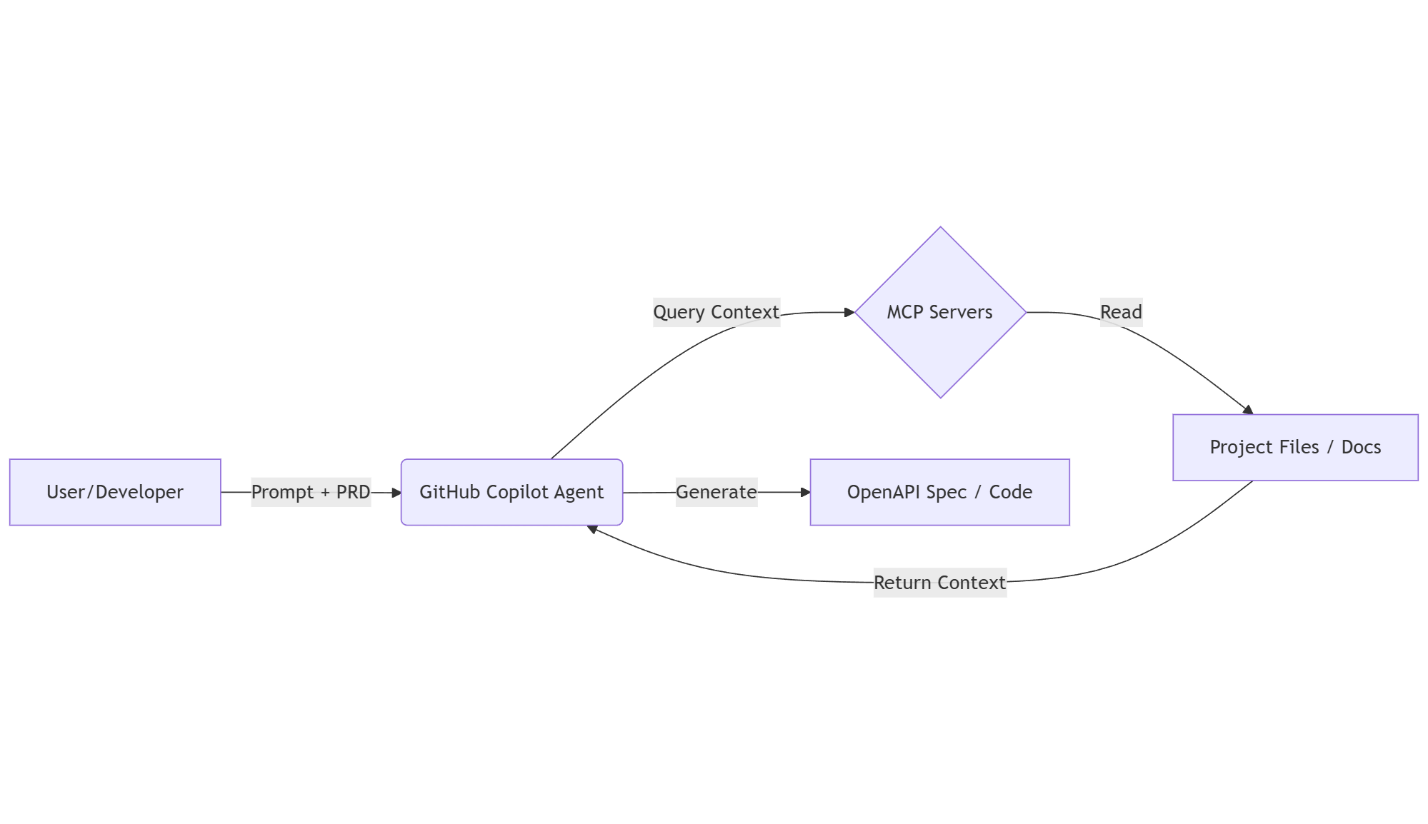 Query Context
MCP Servers
Read
Project Files / Docs
User/Developer
Prompt + PRD
GitHub Copilot Agent
Generate
OpenAPI Spec / Code
Return Context